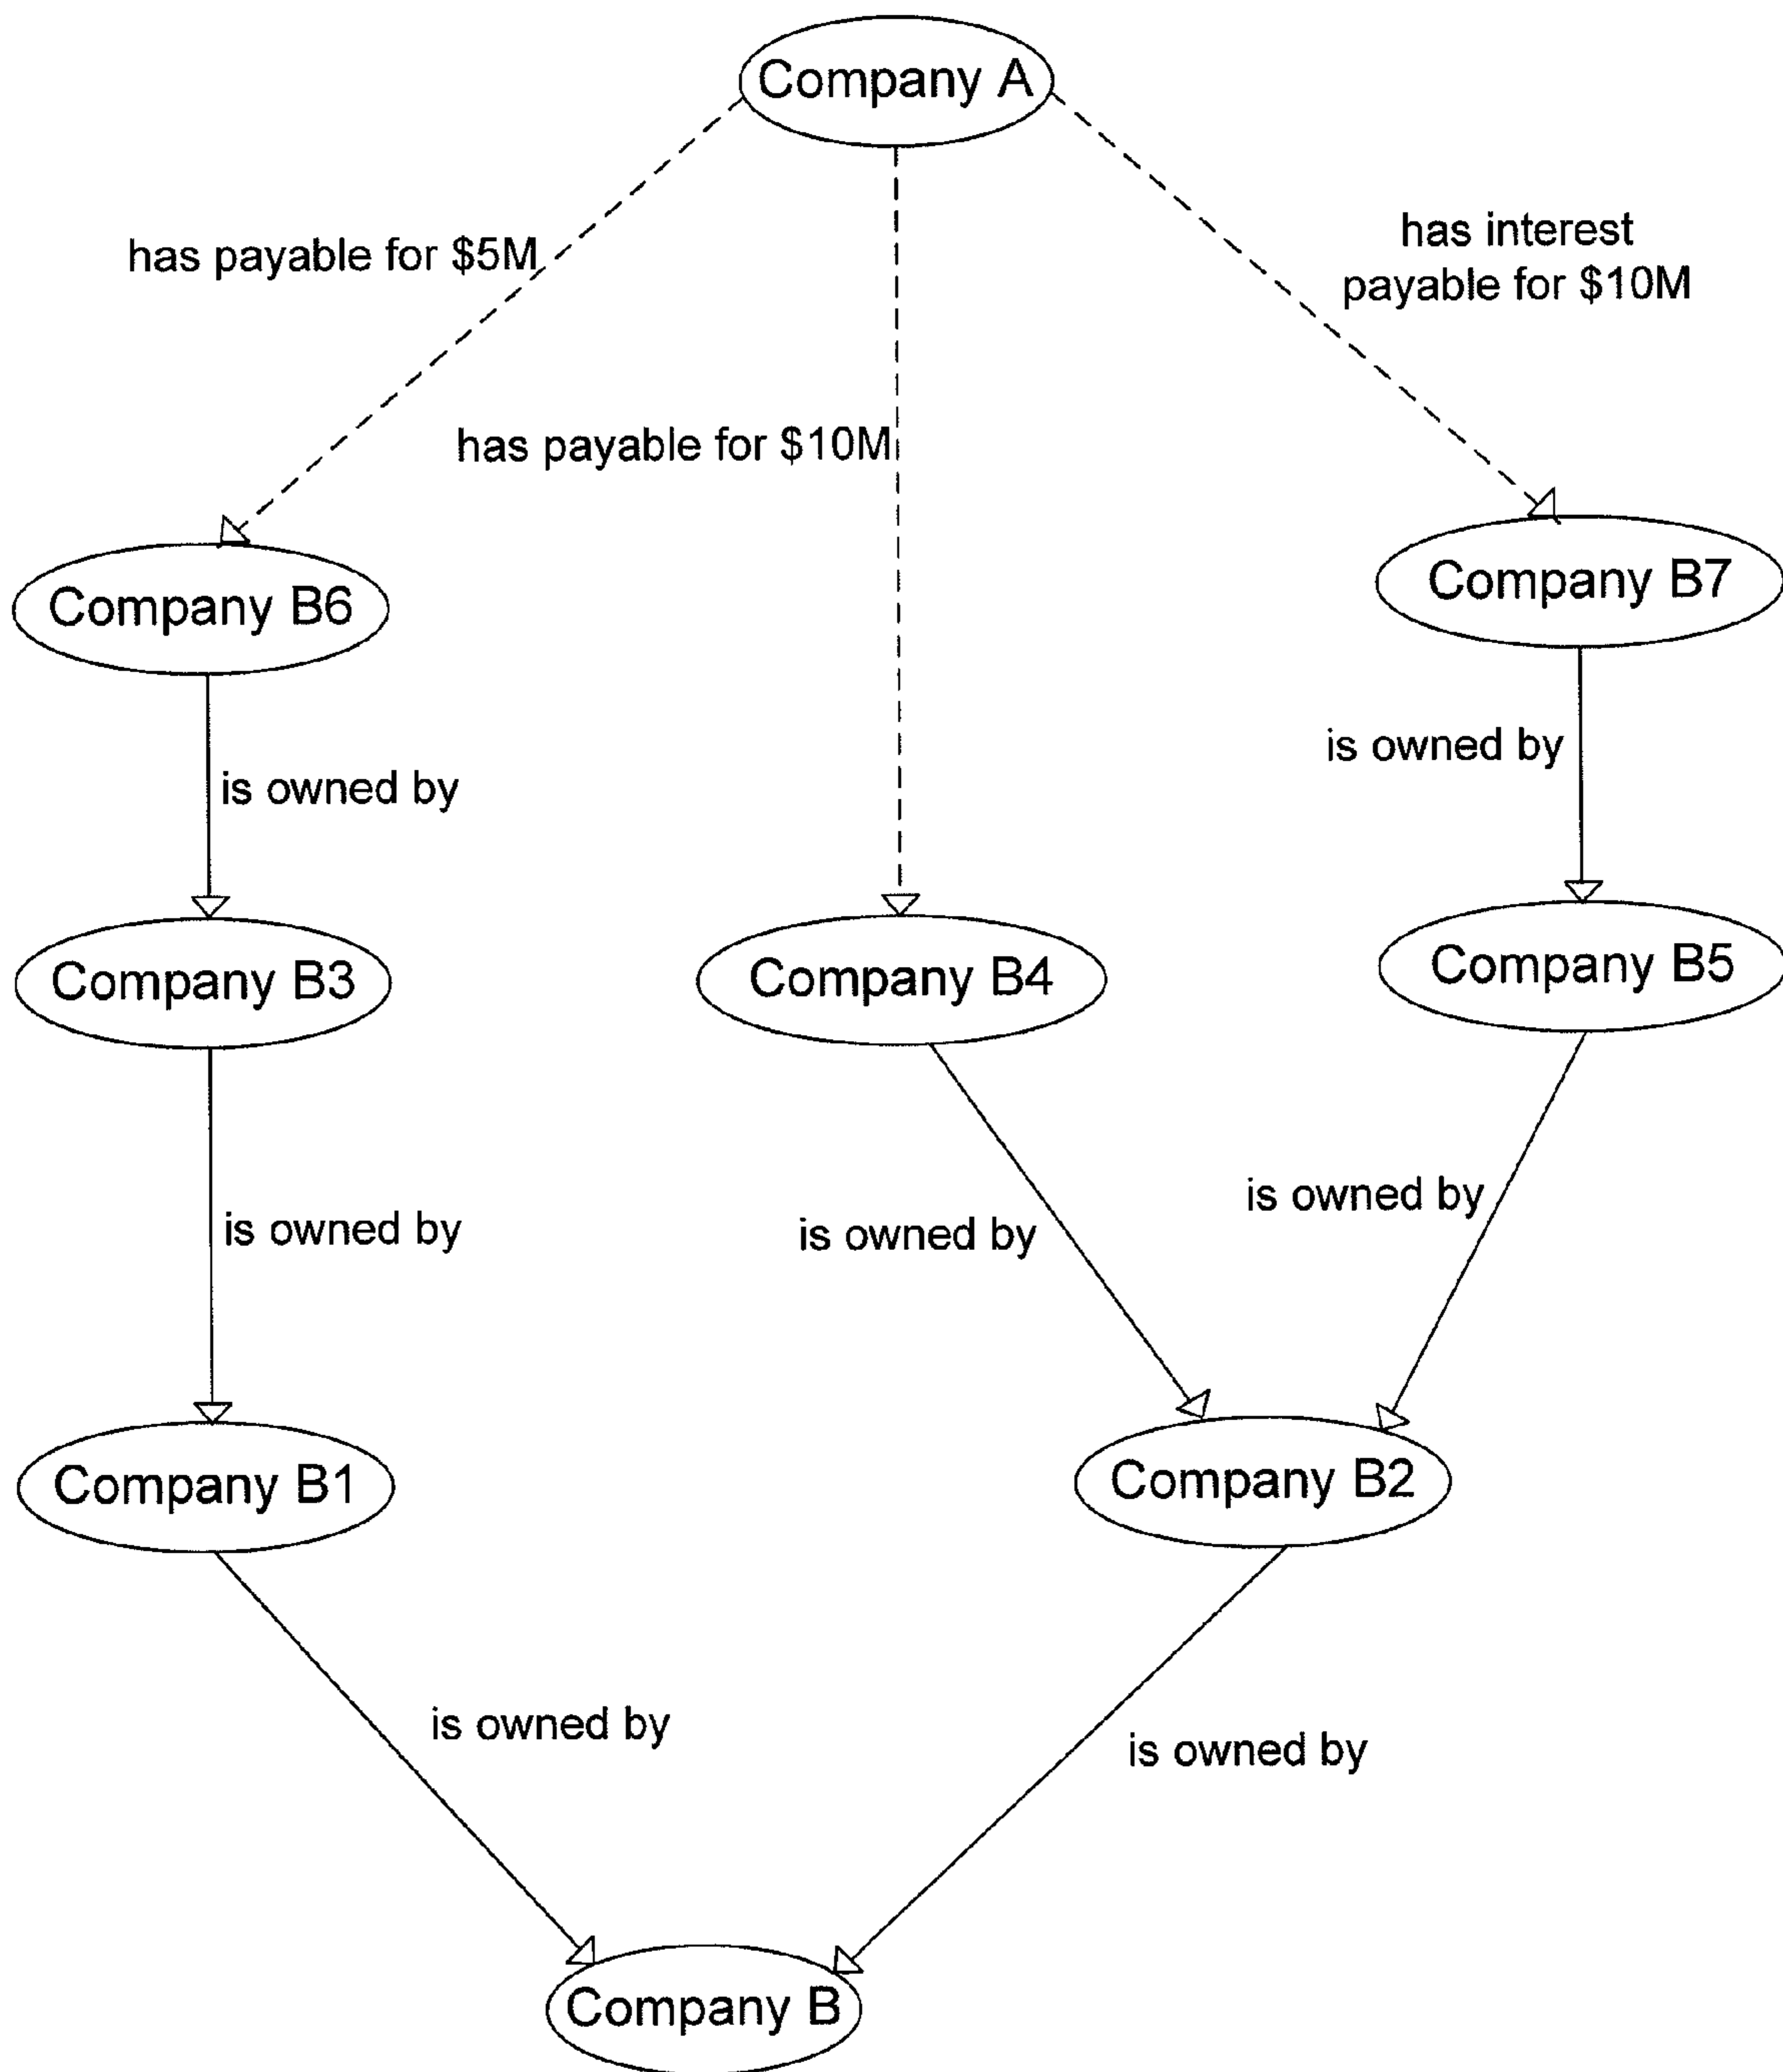 Company A
has payable for $5M
has interest
payable for $10M
has payable for $10M
Company B6
Company B7
is owned by
is owned by
Company B3
Company B4
Company B5
is owned by
is owned by
is owned by
Company B1
Company B2
is owned by
is owned by
Company B